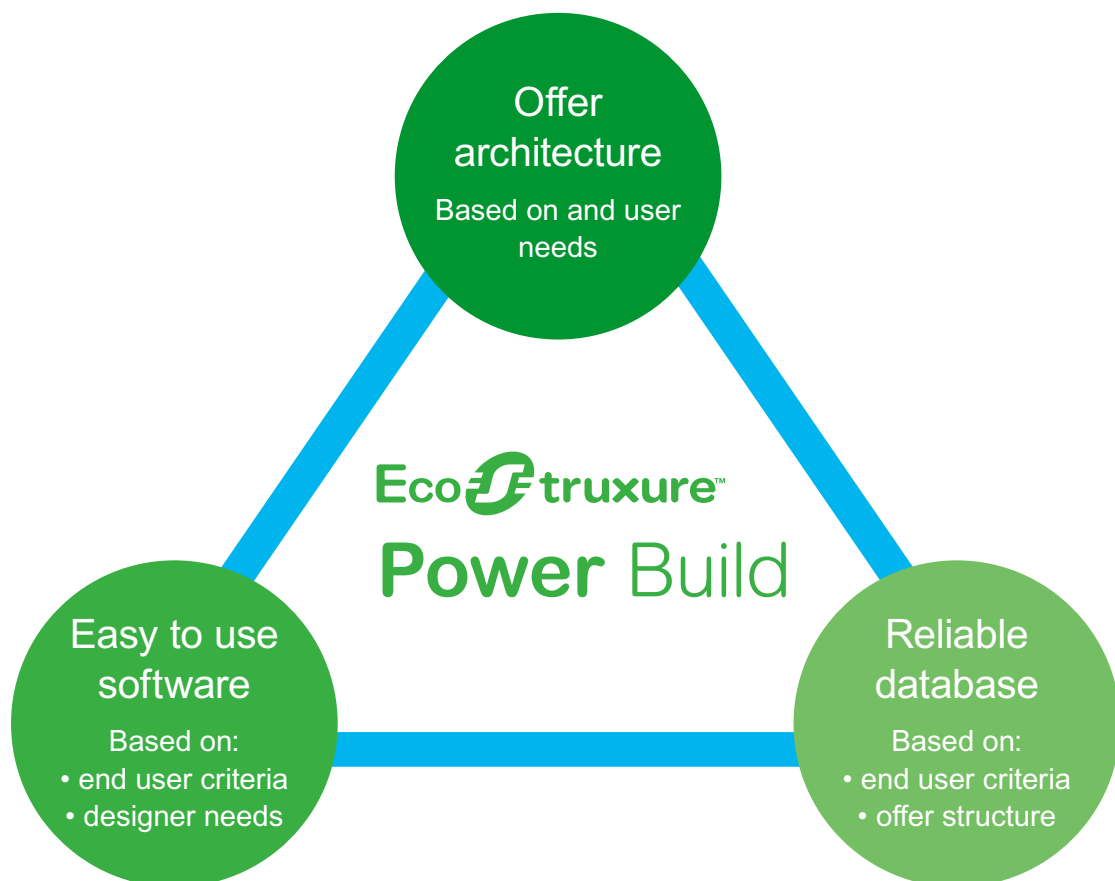 Offer
architecture
Based on and user
needs
EcoStruxure™
Power Build
Easy to use
software
Based on:
• end user criteria
• designer needs
Reliable
database
Based on:
• end user criteria
• offer structure